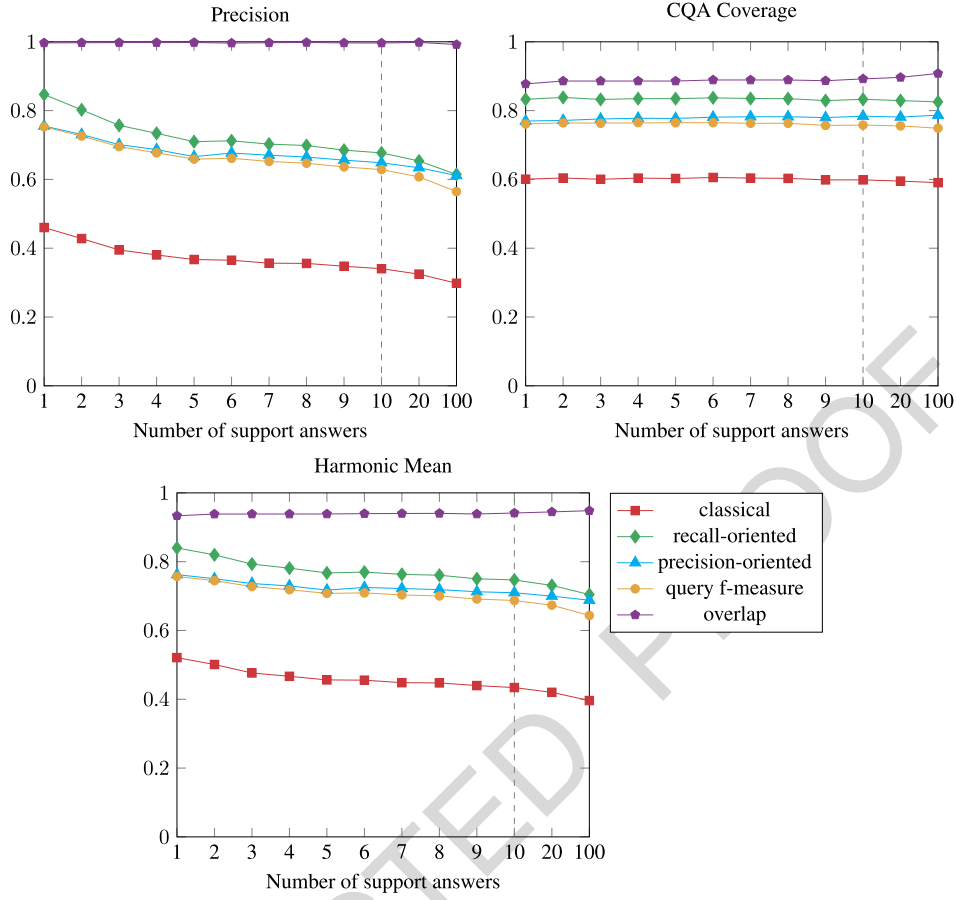 Precision
1
0.8
0.6
0.4
0.2
0
1 2 3 4 5 6 7 8 9 10 20 100
Number of support answers
CQA Coverage
1
0.8
0.6
0.4
0.2
0
1 2 3 4 5 6 7 8 9 10 20 100
Number of support answers
Harmonic Mean
1
0.8
0.6
0.4
0.2
0
1 2 3 4 5 6 7 8 9 10 20 100
Number of support answers
classical
recall-oriented
precision-oriented
query f-measure
overlap